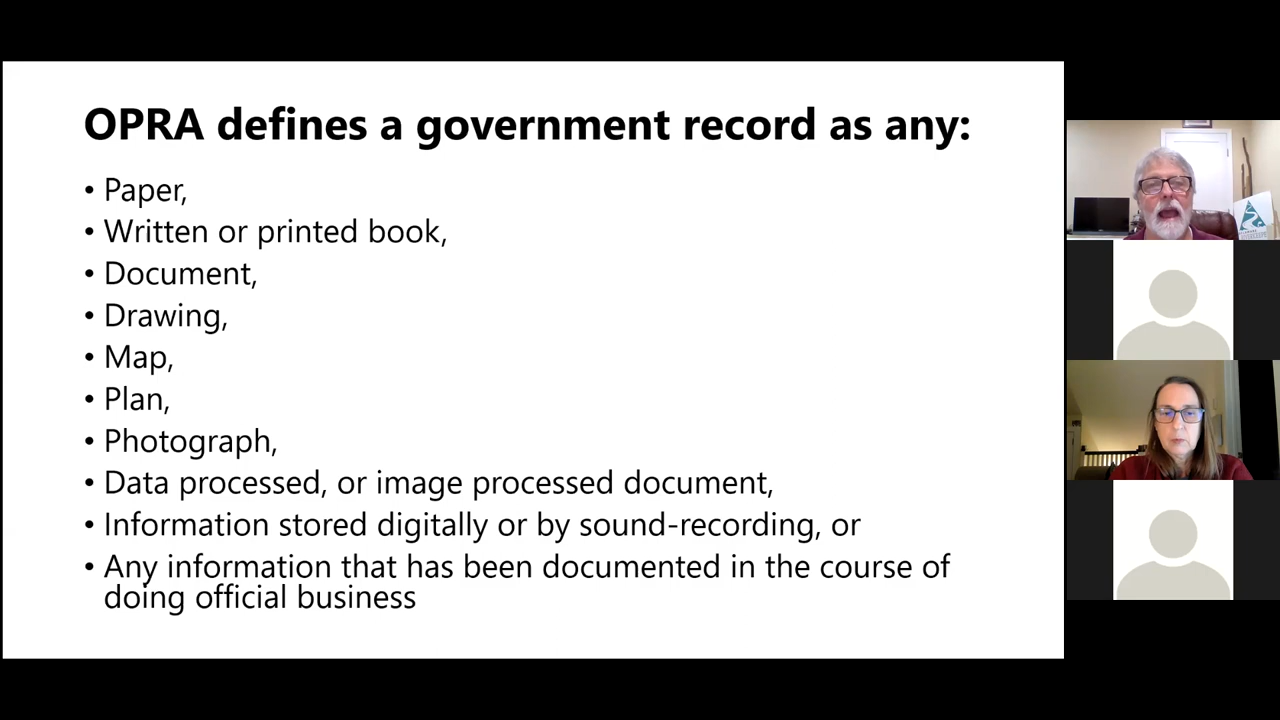 OPRA defines a government record as any:
• Paper,
• Written or printed book,
• Document,
• Drawing,
• Map,
• Plan,
• Photograph,
• Data processed, or image processed document,
• Information stored digitally or by sound-recording, or
• Any information that has been documented in the course of
doing official business